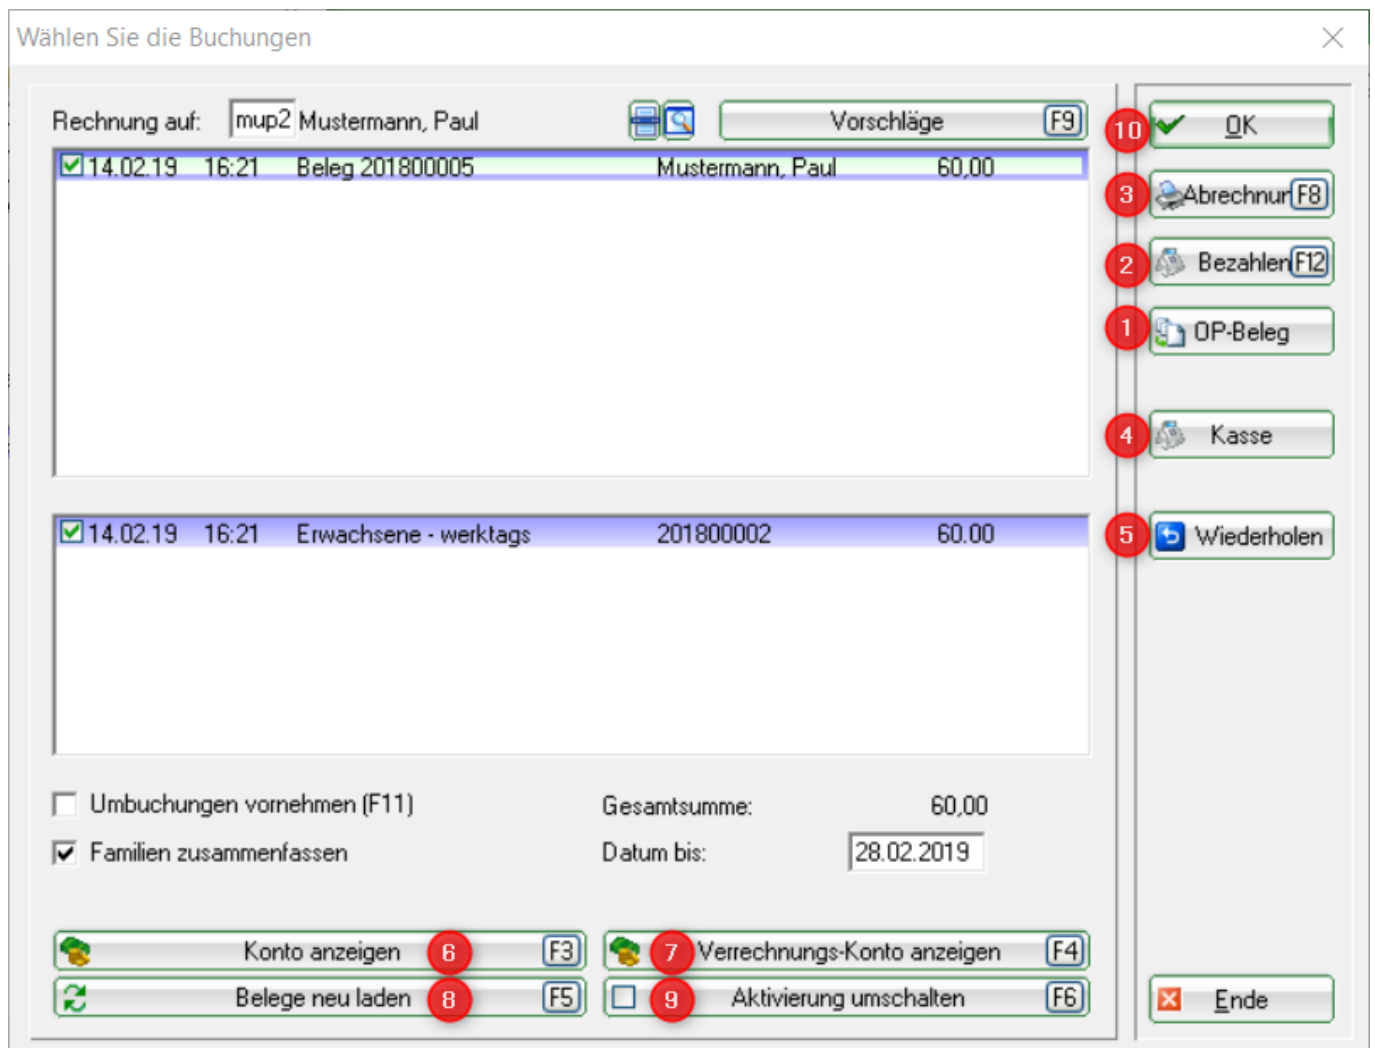 Wählen Sie die Buchungen
Rechnung auf: mup2 Mustermann, Paul Vorschläge F9
14.02.19 16:21 Beleg 201800005 Mustermann, Paul 60,00
14.02.19 16:21 Erwachsene - werktags 201800002 60.00
Umbuchungen vornehmen (F11) Gesamtsumme: 60,00
Familien zusammenfassen Datum bis: 28.02.2019
Konto anzeigen 6 F3 7 Verrechnungs-Konto anzeigen F4
Belege neu laden 8 F5 9 Aktivierung umschalten F6
10 OK
3 Abrechnur F8
2 Bezahlen F12
1 OP-Beleg
4 Kasse
5 Wiederholen
Ende